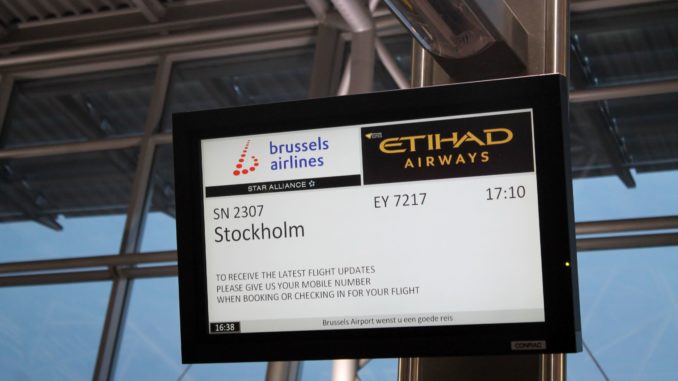 brussels
airlines
STAR ALLIANCE
ETIHAD
AIRWAYS
SN 2307
EY 7217
17:10
Stockholm
TO RECEIVE THE LATEST FLIGHT UPDATES
PLEASE GIVE US YOUR MOBILE NUMBER
WHEN BOOKING OR CHECKING IN FOR YOUR FLIGHT
16:38
Brussels Airport wenst u een goede reis
CONRAC